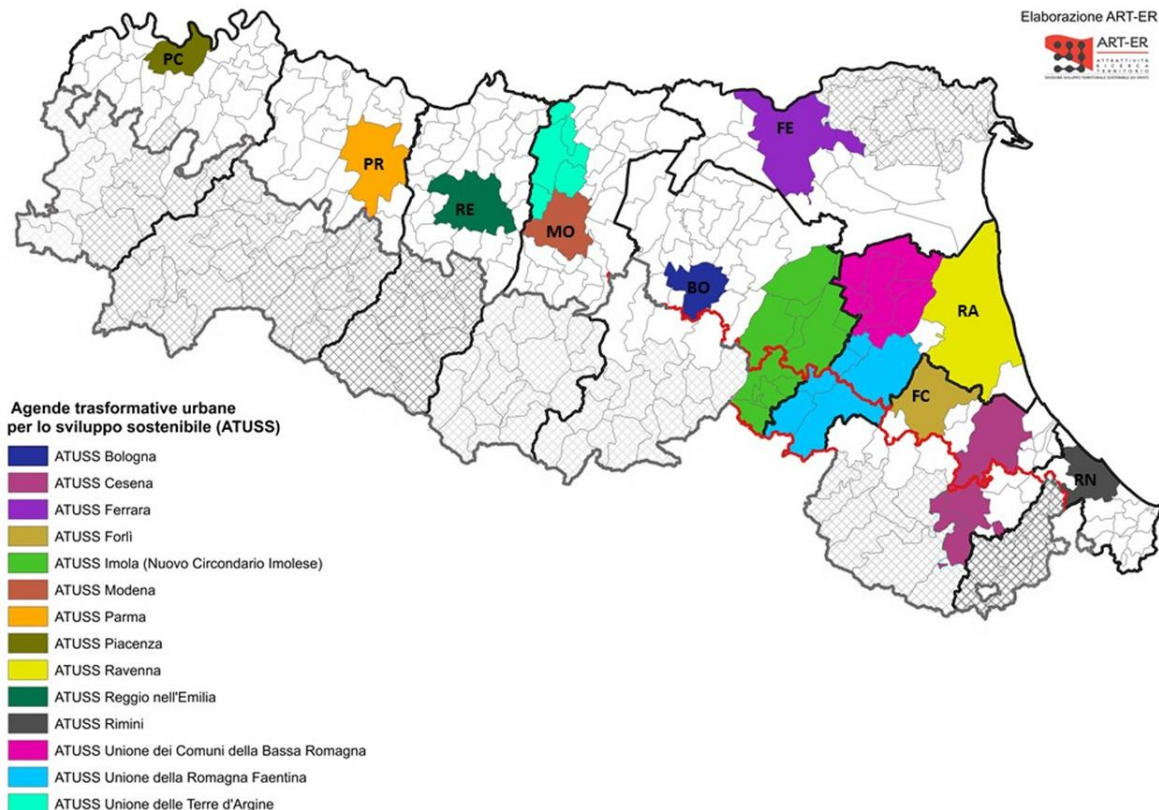 Elaborazione ART-ER
ART-ER
ATTRATTIVITÀ
RICERCA
TERRITORIO
PC
PR
RE
MO
FE
BO
RA
FC
RN
Agende trasformative urbane
per lo sviluppo sostenibile (ATUSS)
ATUSS Bologna
ATUSS Cesena
ATUSS Ferrara
ATUSS Forlì
ATUSS Imola (Nuovo Circondario Imolese)
ATUSS Modena
ATUSS Parma
ATUSS Piacenza
ATUSS Ravenna
ATUSS Reggio nell'Emilia
ATUSS Rimini
ATUSS Unione dei Comuni della Bassa Romagna
ATUSS Unione della Romagna Faentina
ATUSS Unione delle Terre d'Argine